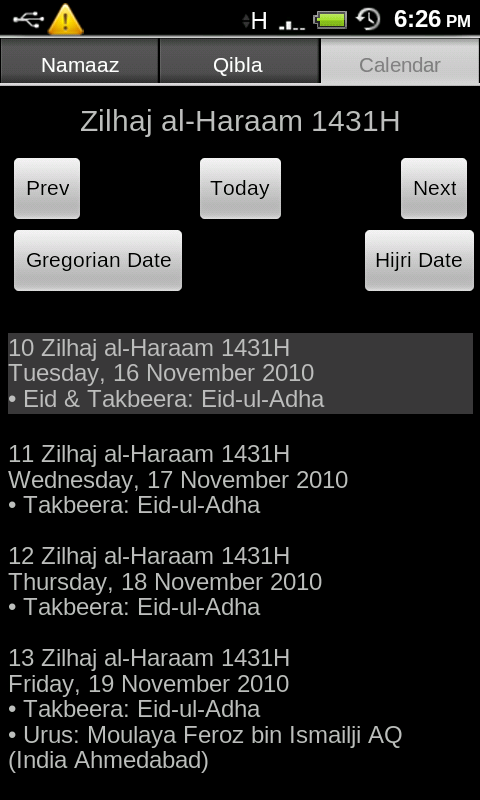 H 6:26 PM
Namaaz Qibla Calendar
Zilhaj al-Haraam 1431H
Prev Today Next
Gregorian Date Hijri Date
10 Zilhaj al-Haraam 1431H
Tuesday, 16 November 2010
• Eid & Takbeera: Eid-ul-Adha
11 Zilhaj al-Haraam 1431H
Wednesday, 17 November 2010
• Takbeera: Eid-ul-Adha
12 Zilhaj al-Haraam 1431H
Thursday, 18 November 2010
• Takbeera: Eid-ul-Adha
13 Zilhaj al-Haraam 1431H
Friday, 19 November 2010
• Takbeera: Eid-ul-Adha
• Urus: Moulaya Feroz bin Ismailji AQ
(India Ahmedabad)